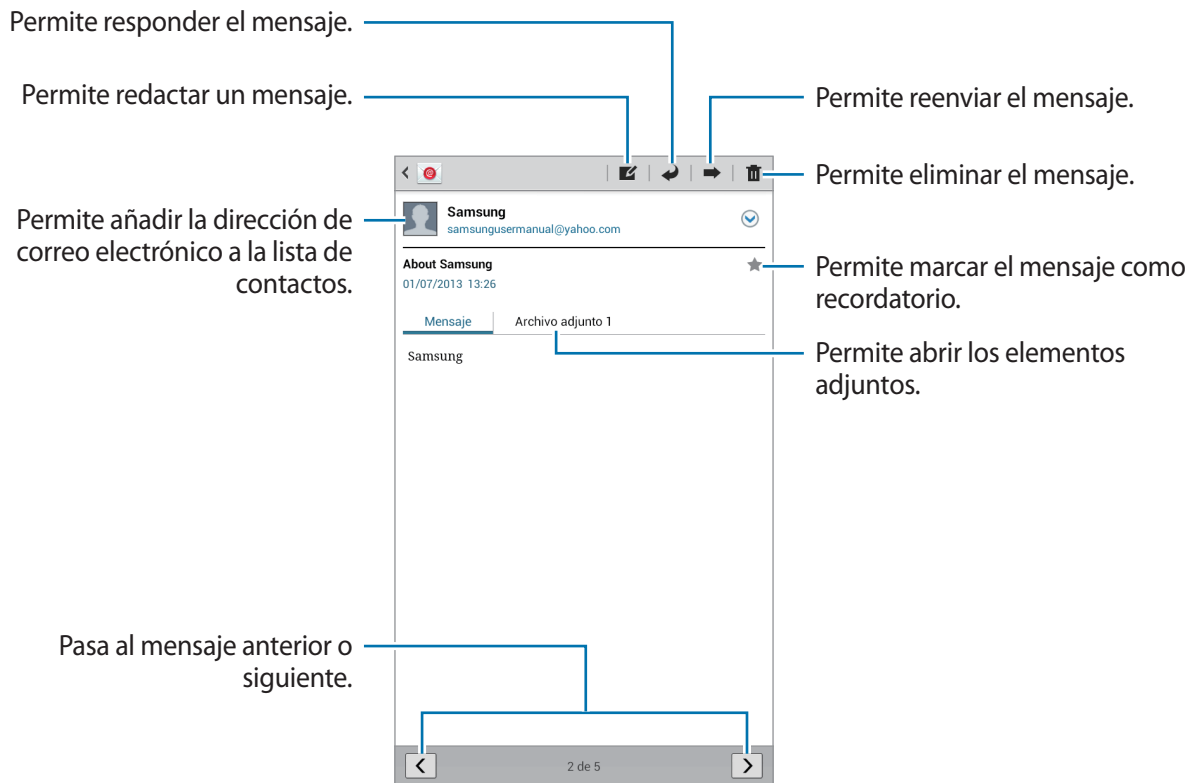 Permite responder el mensaje.
Permite redactar un mensaje.
Permite reenviar el mensaje.
Permite eliminar el mensaje.
Permite añadir la dirección de
correo electrónico a la lista de
contactos.
Samsung
samsungusermanual@yahoo.com
About Samsung
01/07/2013 13:26
Permite marcar el mensaje como
recordatorio.
Mensaje
Archivo adjunto 1
Permite abrir los elementos
adjuntos.
Samsung
Pasa al mensaje anterior o
siguiente.
2 de 5